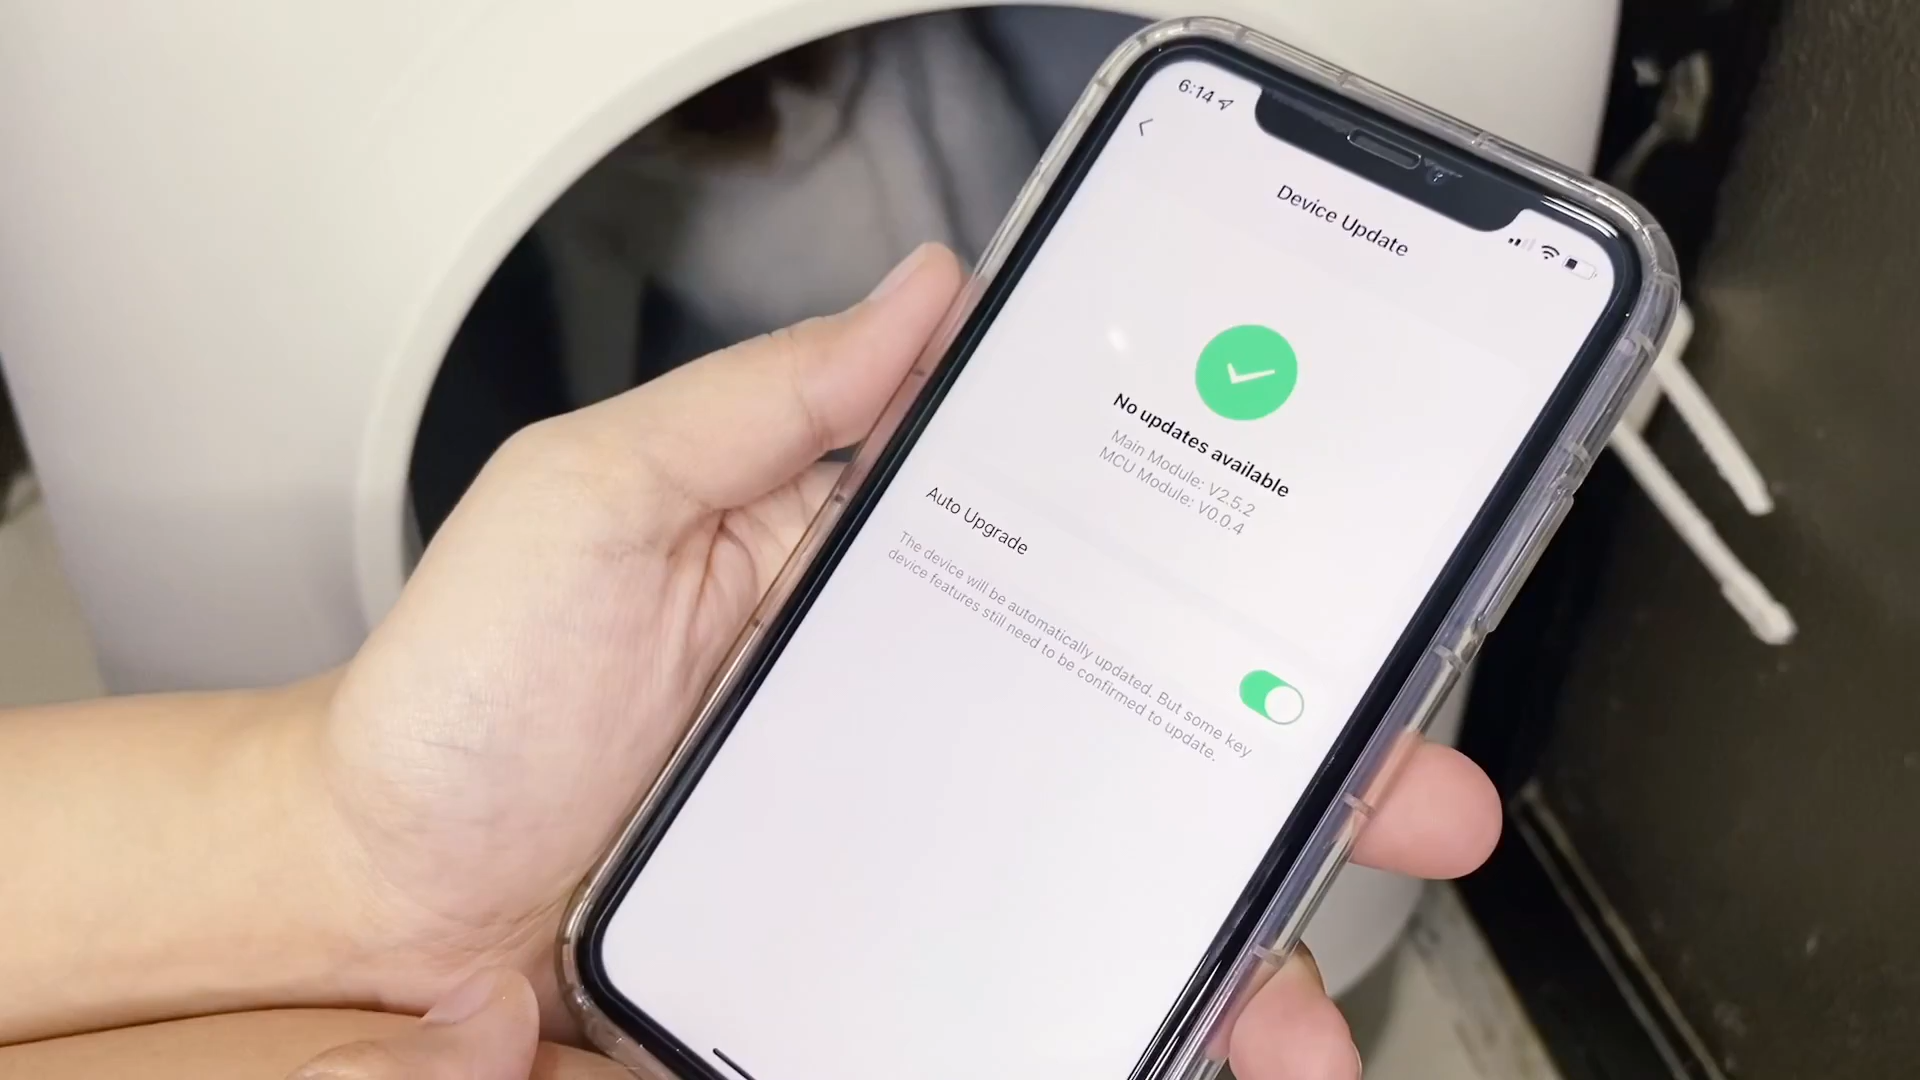 6:14
Device Update
No updates available
Main Module: V2.5.2
MCU Module: V0.0.4
Auto Upgrade
The device will be automatically updated. But some key
device features still need to be confirmed to update.